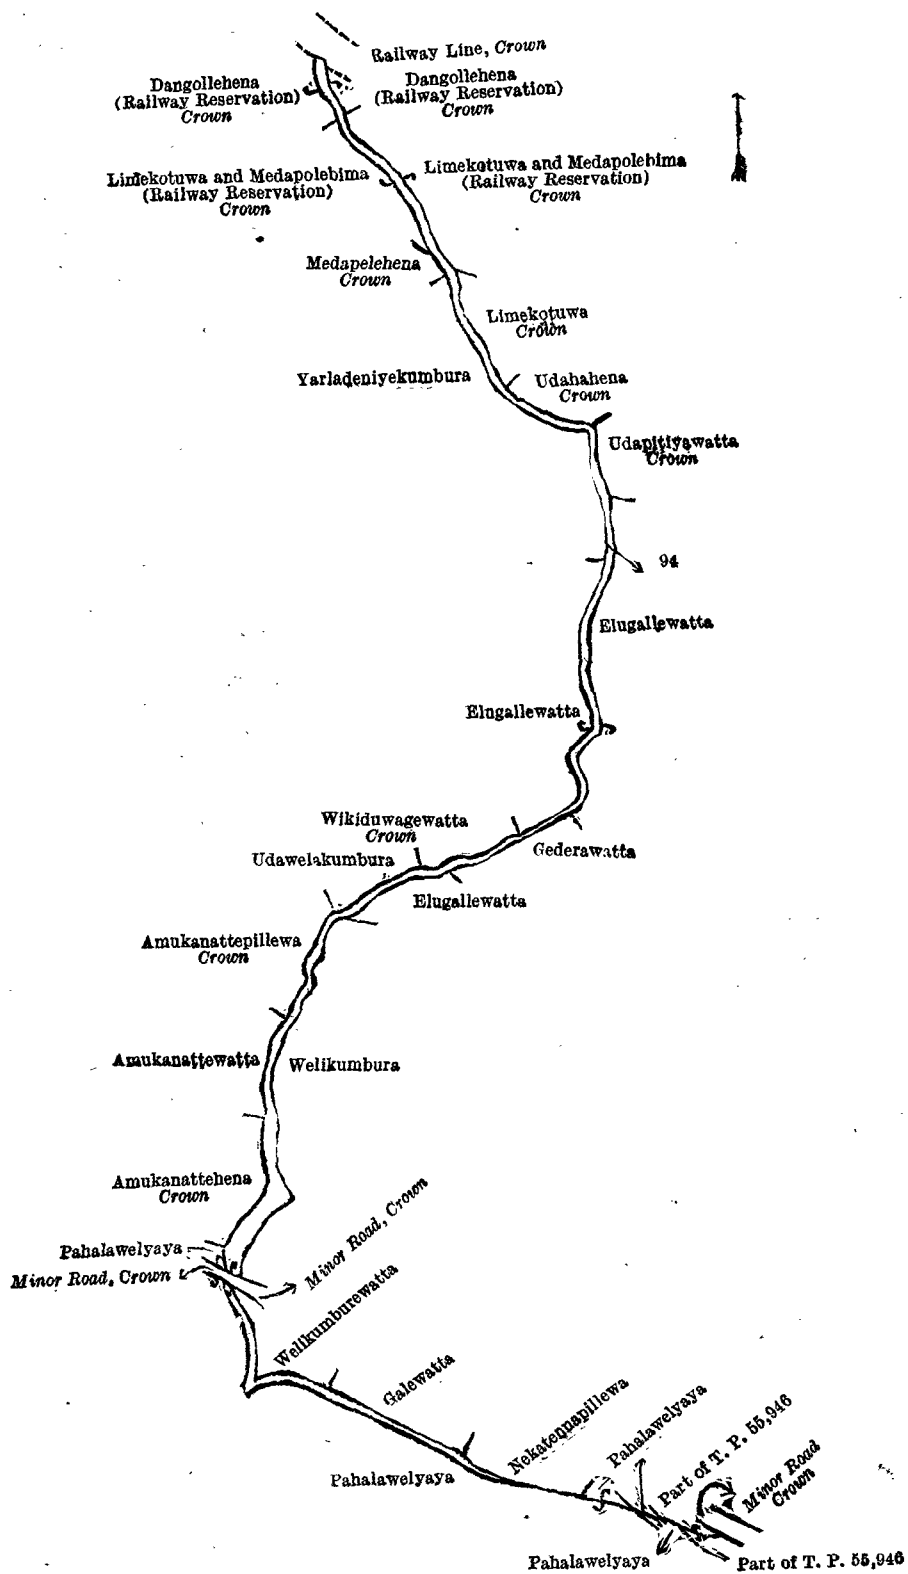 Railway Line, Crown
Dangollehena
(Railway Reservation)
Crown
Dangollehena
(Railway Reservation)
Crown
Limekotuwa and Medapolehima
(Railway Reservation)
Crown
Limekotuwa and Medapolehima
(Railway Reservation)
Crown
Medapelehena
Crown
Limekotuwa
Crown
Yarladeniyekumbura
Udahahena
Crown
Udapitiyawatta
Crown
94
Elugallewatta
Elugallewatta
Wikiduwagewatta
Crown
Gederawatta
Udawelakumbura
Elugallewatta
Amukanattepillewa
Crown
Amukanattewatta
Welikumbura
Amukanattehena
Crown
Pahalawelyaya
Minor Road, Crown
Minor Road, Crown
Welikumburewatta
Galewatta
Nekatennapillewa
Pahalawelyaya
Part of T. P. 55,946
Minor Road
Crown
Pahalawelyaya
Pahalawelyaya
Part of T. P. 55,946